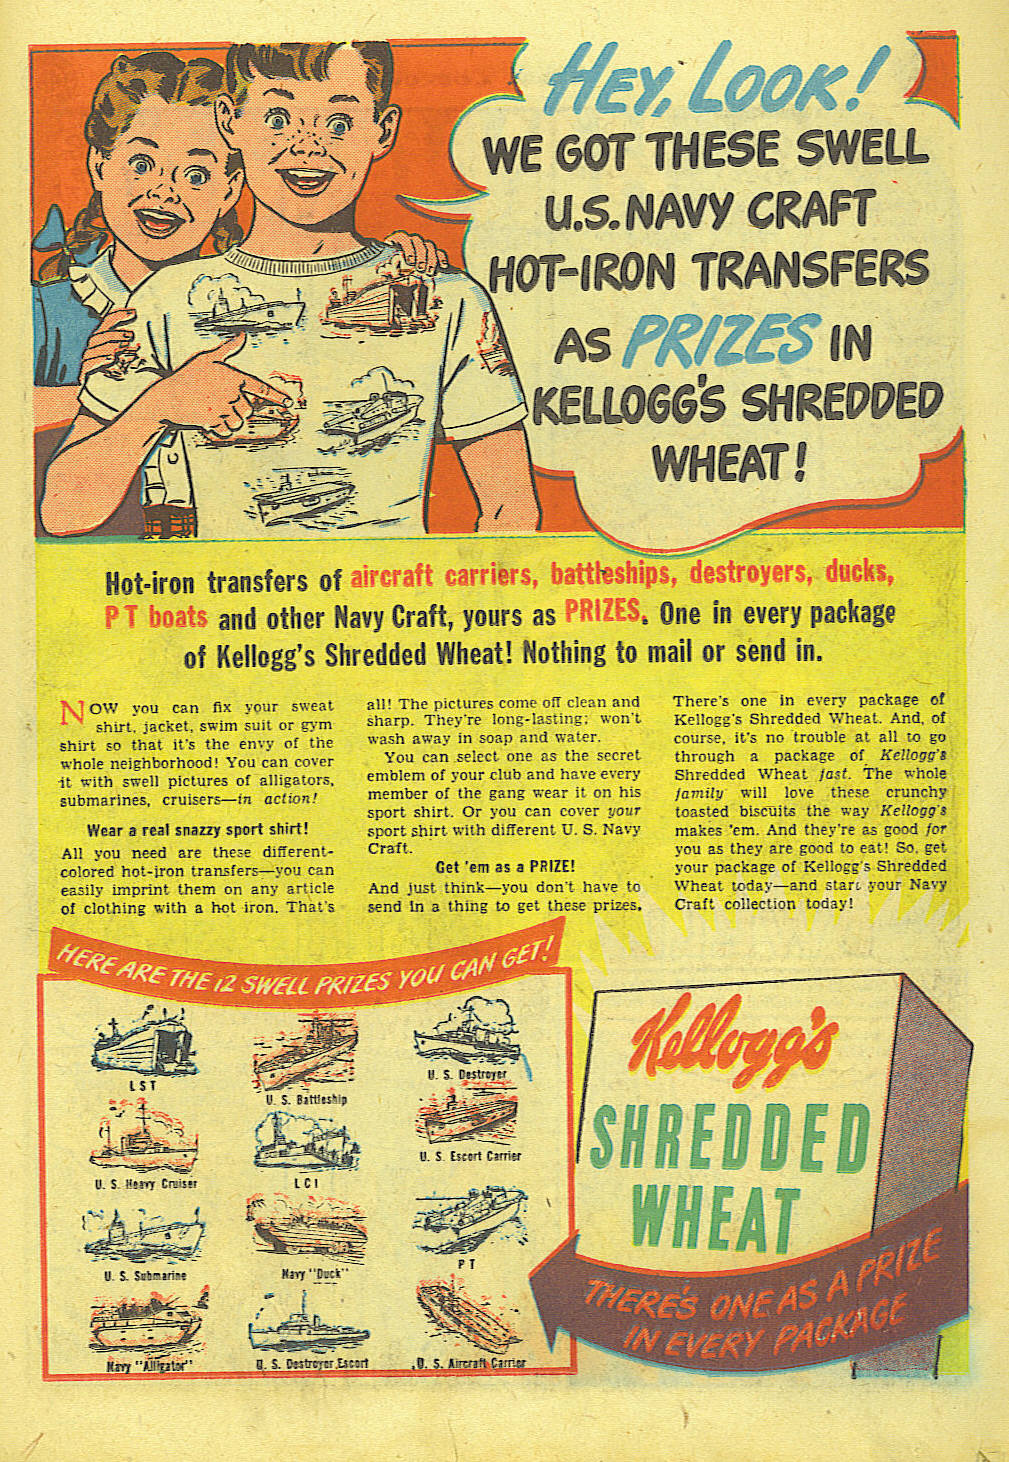 HEY, LOOK!
WE GOT THESE SWELL
U.S. NAVY CRAFT
HOT-IRON TRANSFERS
AS PRIZES IN
KELLOGG'S SHREDDED
WHEAT!
Hot-iron transfers of aircraft carriers, battleships, destroyers, ducks,
PT boats and other Navy Craft, yours as PRIZES. One in every package
of Kellogg's Shredded Wheat! Nothing to mail or send in.
NOW you can fix your sweat
shirt, jacket, swim suit or gym
shirt so that it's the envy of the
whole neighborhood! You can cover
it with swell pictures of alligators,
submarines, cruisers—in action!
Wear a real snazzy sport shirt!
All you need are these different-
colored hot-iron transfers—you can
easily imprint them on any article
of clothing with a hot iron. That's
all! The pictures come off clean and
sharp. They're long-lasting; won't
wash away in soap and water.
You can select one as the secret
emblem of your club and have every
member of the gang wear it on his
sport shirt. Or you can cover your
sport shirt with different U. S. Navy
Craft.
Get 'em as a PRIZE!
And just think—you don't have to
send in a thing to get these prizes.
There's one in every package of
Kellogg's Shredded Wheat. And, of
course, it's no trouble at all to go
through a package of Kellogg's
Shredded Wheat fast. The whole
family will love these crunchy
toasted biscuits the way Kellogg's
makes 'em. And they're as good for
you as they are good to eat! So, get
your package of Kellogg's Shredded
Wheat today—and start your Navy
Craft collection today!
HERE ARE THE 12 SWELL PRIZES YOU CAN GET!
LST
U. S. Battleship
U. S. Destroyer
U. S. Heavy Cruiser
LCI
U. S. Escort Carrier
U. S. Submarine
Navy "Duck"
PT
Navy "Alligator"
U. S. Destroyer Escort
U. S. Aircraft Carrier
Kellogg's
SHREDDED
WHEAT
THERE'S ONE AS A PRIZE
IN EVERY PACKAGE